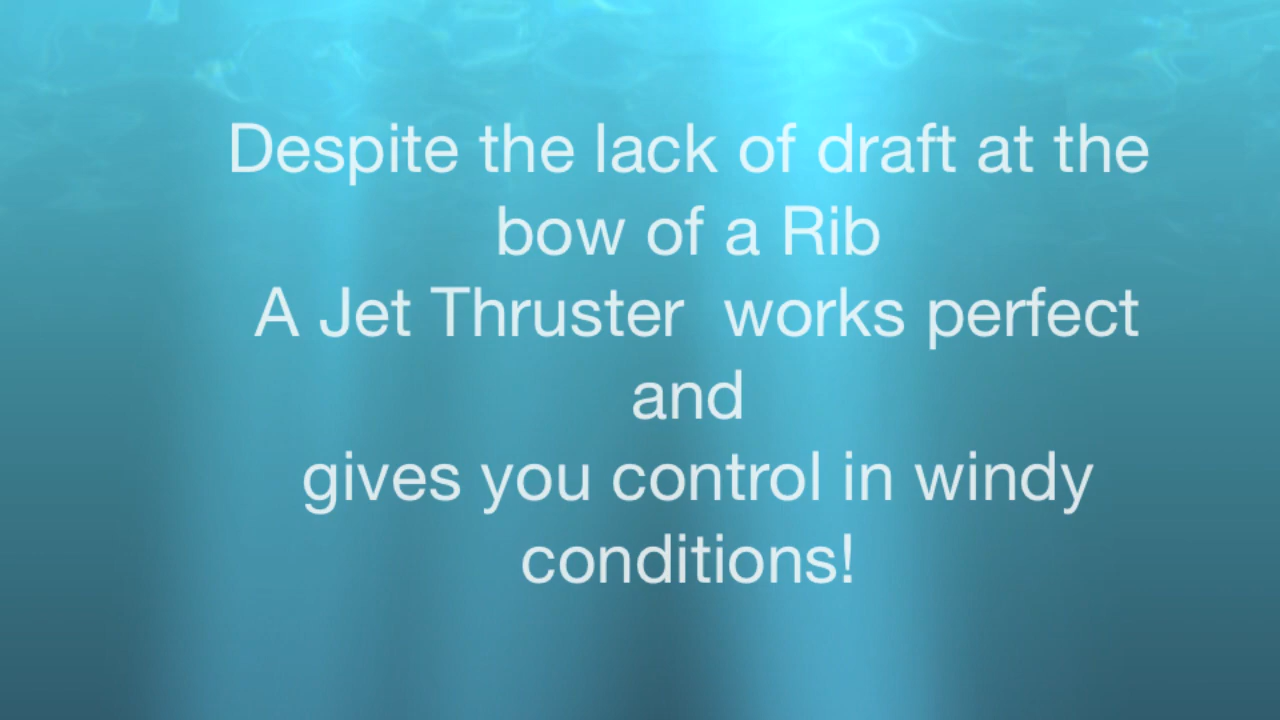 Despite the lack of draft at the
bow of a Rib
A Jet Thruster  works perfect
and
gives you control in windy
conditions!